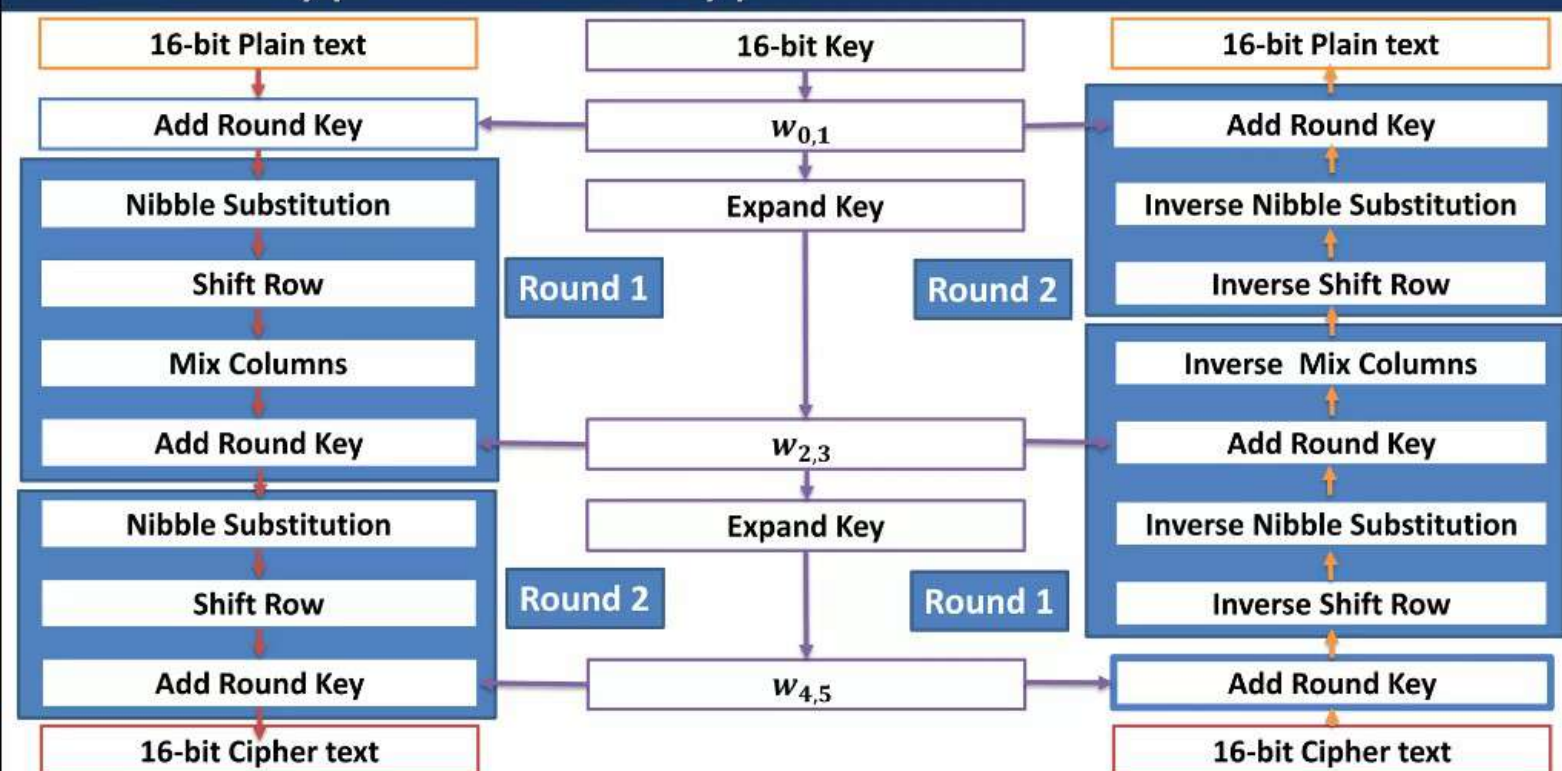 16-bit Plain text
Add Round Key
Nibble Substitution
Shift Row
Mix Columns
Add Round Key
Nibble Substitution
Shift Row
Add Round Key
16-bit Cipher text
Round 1
Round 2
16-bit Key
w0,1
Expand Key
w2,3
Expand Key
w4,5
Round 2
Round 1
16-bit Plain text
Add Round Key
Inverse Nibble Substitution
Inverse Shift Row
Inverse Mix Columns
Add Round Key
Inverse Nibble Substitution
Inverse Shift Row
Add Round Key
16-bit Cipher text